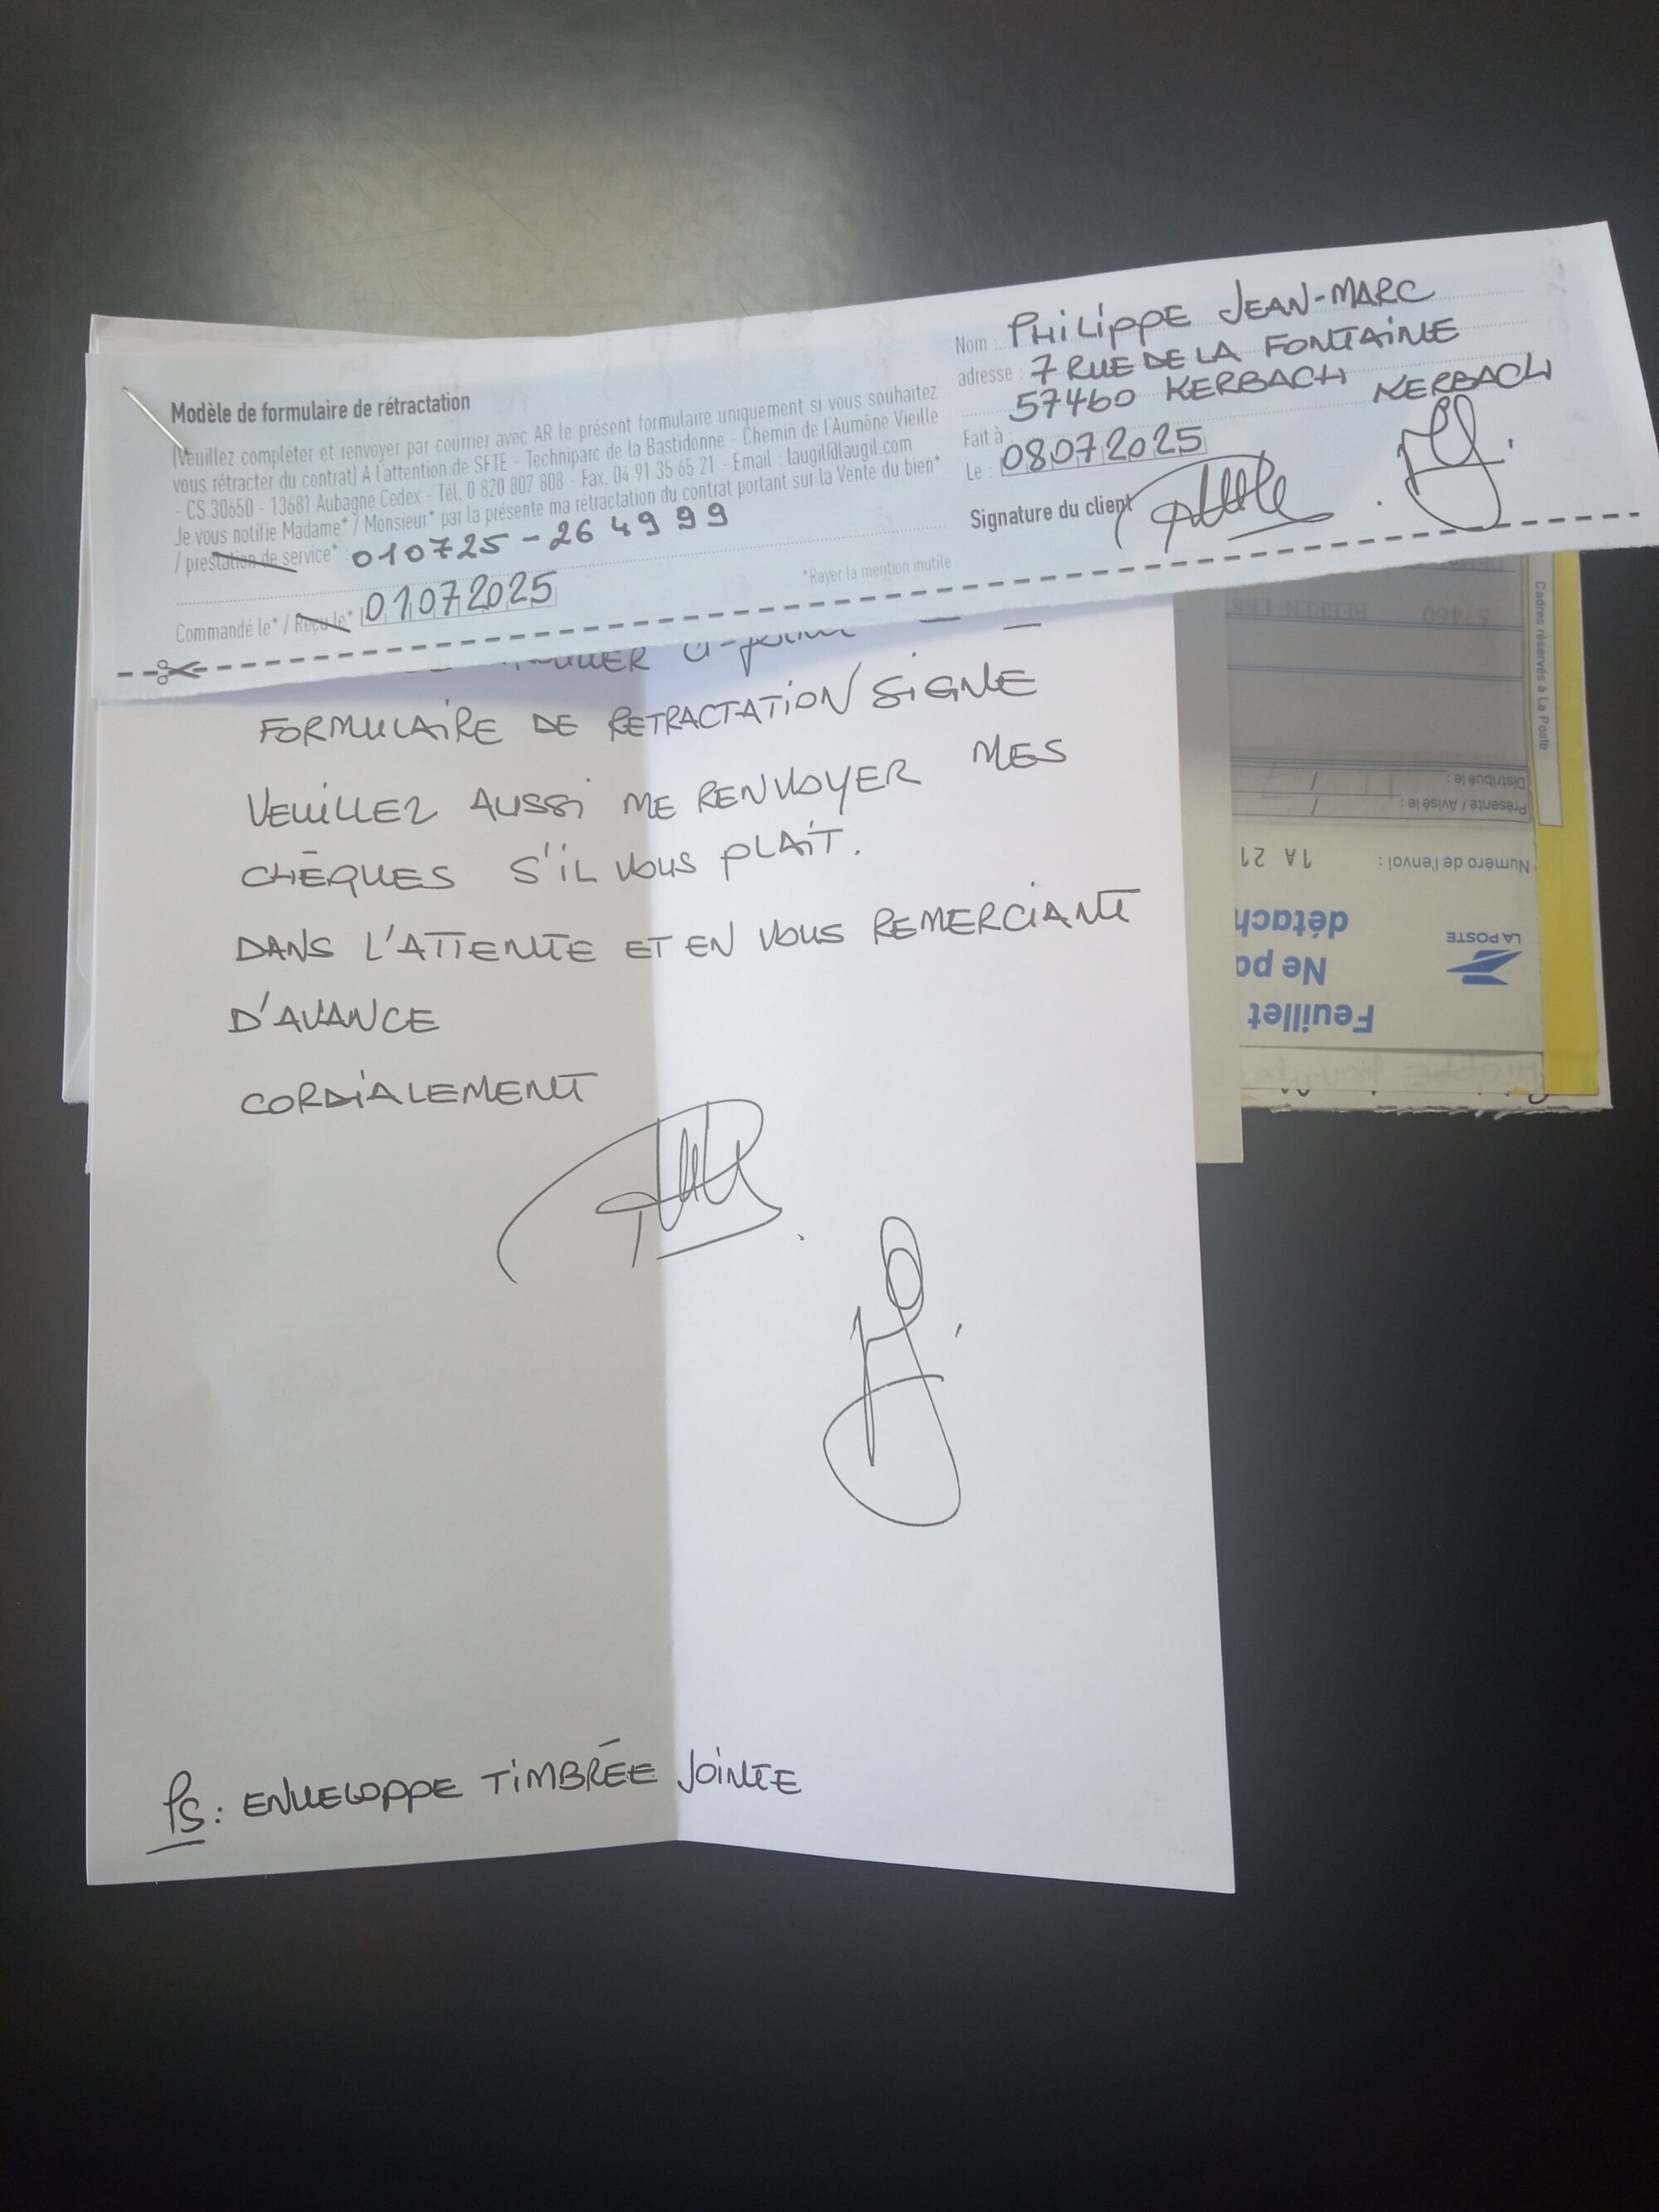 Modèle de formulaire de rétractation
(Veuillez compléter et renvoyer par courrier avec AR le présent formulaire uniquement si vous souhaitez
vous rétracter du contrat) A l'attention de SFTE - Techniparc de la Bastidonne - Chemin de l'Aumône Vieille
- CS 30650 - 13681 Aubagne Cedex - Tél. 0 820 807 808 - Fax. 04 91 35 65 21 - Email : laugil@laugil.com
Je vous notifie Madame* / Monsieur* par la présente ma rétractation du contrat portant sur la Vente du bien*
/ prestation de service* : 010725-264999
Commandé le* / Reçu le* 01072025
*Rayer la mention inutile
Nom : PHILIPPE JEAN-MARC
adresse : 7 RUE DE LA FONTAINE
57460 KERBACH
Fait à : KERBACH
Le : 08072025
Signature du client
ci-joint
FORMULAIRE DE RETRACTATION SIGNE
VEUILLEZ AUSSI ME RENVOYER MES
CHÈQUES S'IL VOUS PLAIT.
DANS L'ATTENTE ET EN VOUS REMERCIANT
D'AVANCE
CORDIALEMENT
PS: ENVELOPPE TIMBRÉE JOINTE
Cadres réservés à La Poste
Distribué le :
Présenté / Avisé le :
Numéro de l'envoi : 1A 21
LA POSTE
détach
Ne pa
Feuillet